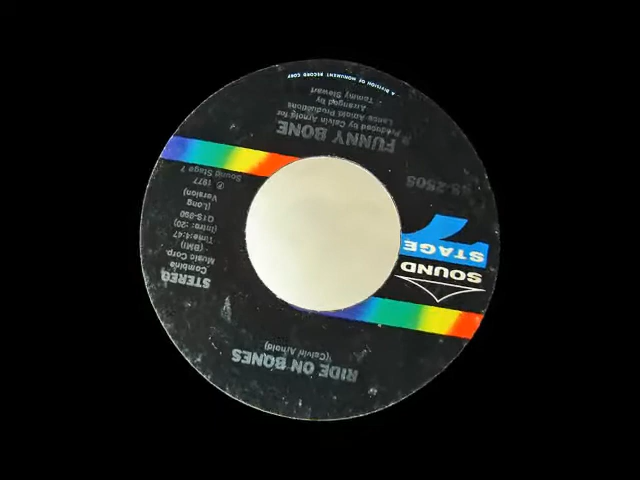 RIDE ON BONES
(Calvin Arnold)
SOUND
STAGE
7
STEREO
Combine
Music Corp.
(BMI)
Time:4:47
(Intro: :20)
(Long
Version)
℗ 1977
Sound Stage 7
SS-2505
FUNNY BONE
Produced by Calvin Arnold for
Lance Arnold Productions
Arranged by
Tammy Stewart
A DIVISION OF MONUMENT RECORD CORP.